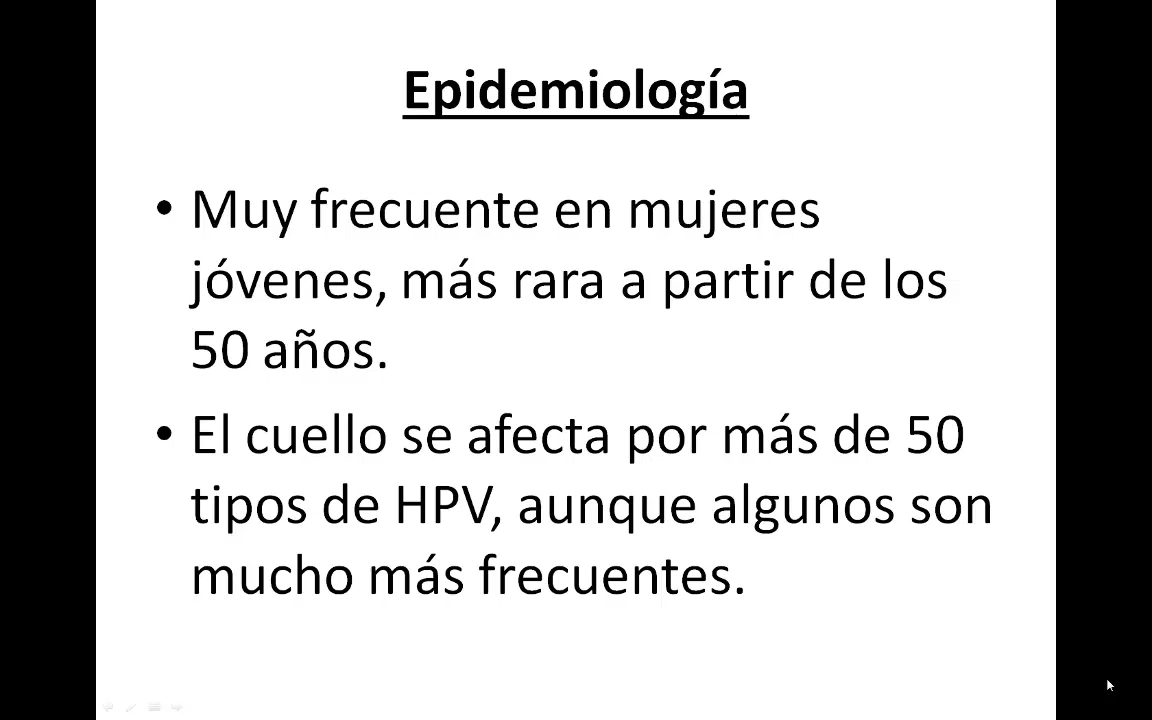 Epidemiología
• Muy frecuente en mujeres
jóvenes, más rara a partir de los
50 años.
• El cuello se afecta por más de 50
tipos de HPV, aunque algunos son
mucho más frecuentes.